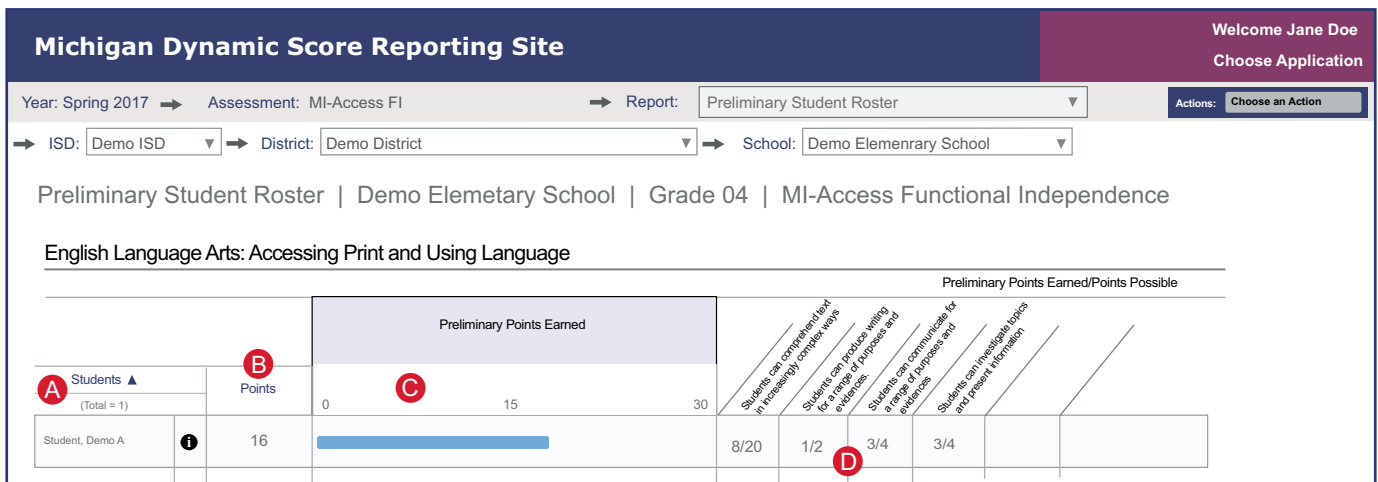 Michigan Dynamic Score Reporting Site
Welcome Jane Doe
Choose Application
Year: Spring 2017 Assessment: MI-Access FI Report: Preliminary Student Roster
Actions: Choose an Action
ISD: Demo ISD District: Demo District School: Demo Elemenrary School
Preliminary Student Roster | Demo Elemetary School | Grade 04 | MI-Access Functional Independence
English Language Arts: Accessing Print and Using Language
Preliminary Points Earned/Points Possible
Preliminary Points Earned
Students can comprehend text
in increasingly complex ways
Students can produce writing
for a range of purposes and
evidences.
Students can communicate for
a range of purposes and
evidences
Students can investigate topics
and present information
A Students ▲
(Total = 1)
B
Points
C
0 15 30
Student, Demo A i 16 8/20 1/2 3/4 3/4
D